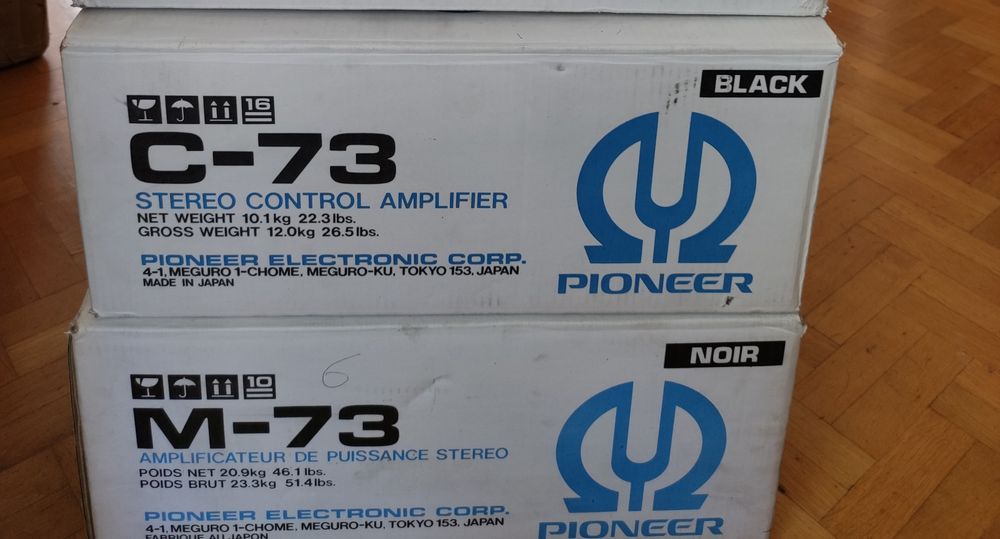 BLACK
16
C-73
STEREO CONTROL AMPLIFIER
NET WEIGHT 10.1kg 22.3lbs.
GROSS WEIGHT 12.0kg 26.5lbs.
PIONEER ELECTRONIC CORP.
4-1, MEGURO 1-CHOME, MEGURO-KU, TOKYO 153, JAPAN
MADE IN JAPAN
PIONEER
NOIR
10
6
M-73
AMPLIFICATEUR DE PUISSANCE STEREO
POIDS NET 20.9kg 46.1lbs.
POIDS BRUT 23.3kg 51.4lbs.
PIONEER ELECTRONIC CORP.
4-1, MEGURO 1-CHOME, MEGURO-KU, TOKYO 153, JAPAN
FABRIQUE AU JAPON
PIONEER